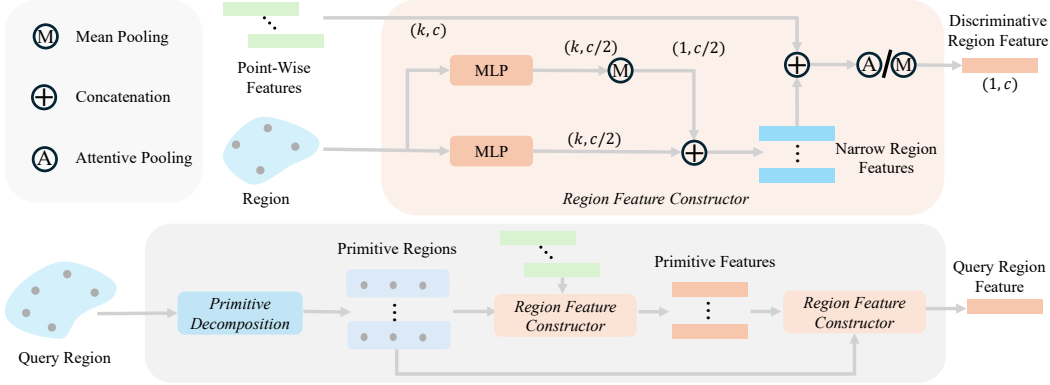 M
Mean Pooling
Concatenation
A
Attentive Pooling
Point-Wise
Features
Region
(k, c)
MLP
(k, c/2)
M
(1, c/2)
MLP
(k, c/2)
A/M
Discriminative
Region Feature
(1, c)
Narrow Region
Features
Region Feature Constructor
Query Region
Primitive
Decomposition
Primitive Regions
Region Feature
Constructor
Primitive Features
Region Feature
Constructor
Query Region
Feature